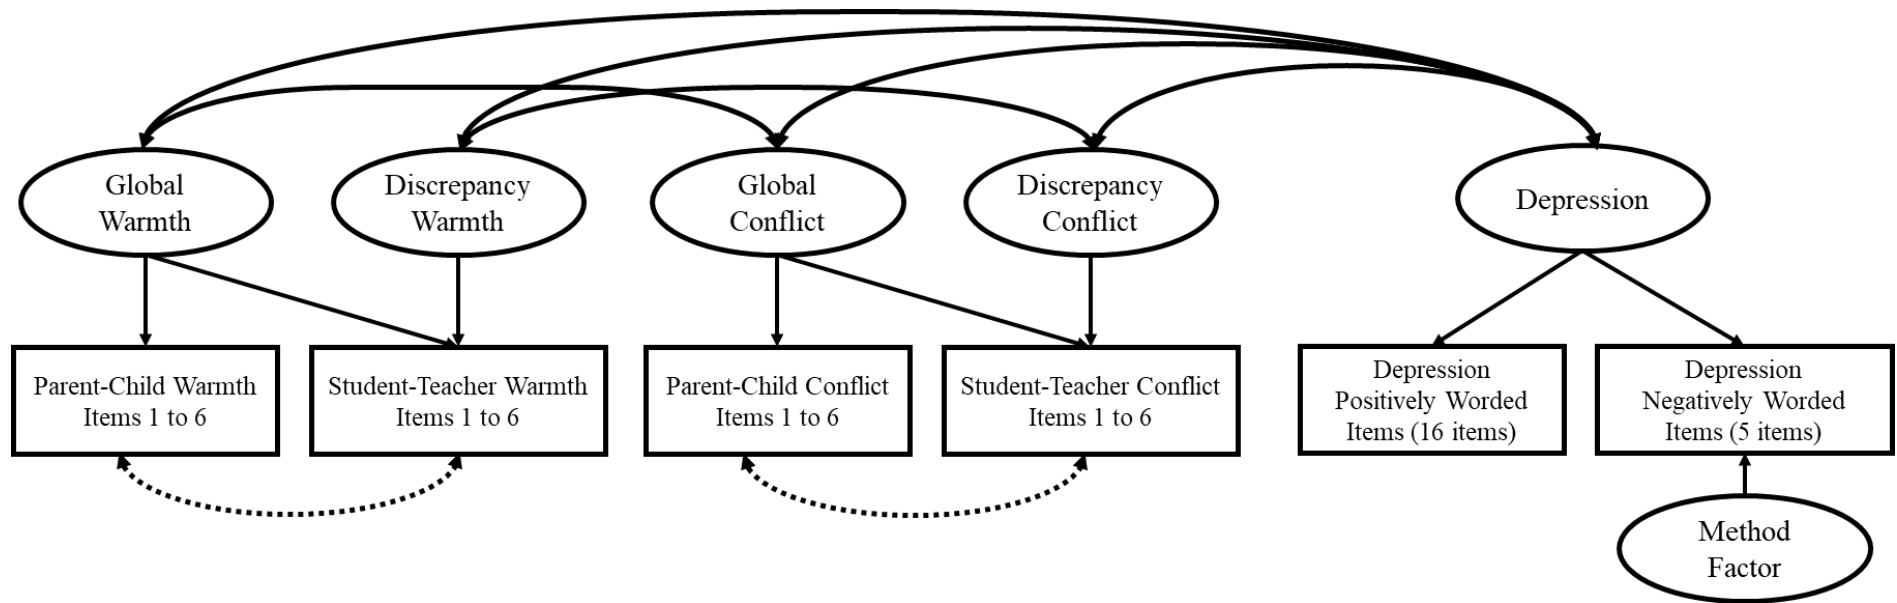 Global
Warmth
Discrepancy
Warmth
Global
Conflict
Discrepancy
Conflict
Depression
Parent-Child Warmth
Items 1 to 6
Student-Teacher Warmth
Items 1 to 6
Parent-Child Conflict
Items 1 to 6
Student-Teacher Conflict
Items 1 to 6
Depression
Positively Worded
Items (16 items)
Depression
Negatively Worded
Items (5 items)
Method
Factor